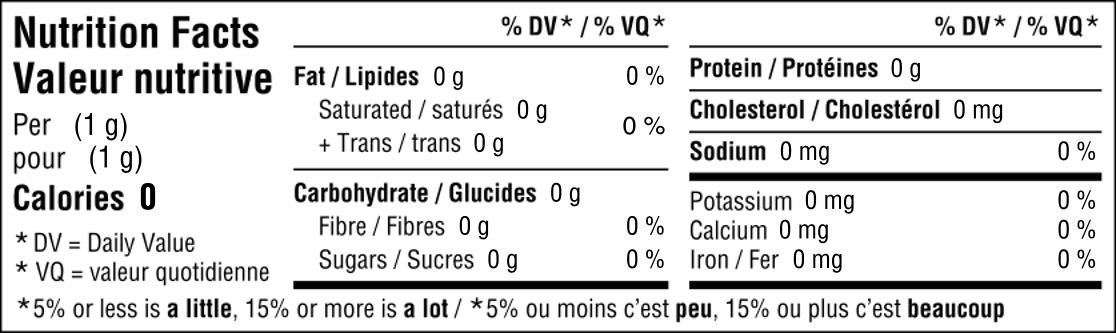 Nutrition Facts
Valeur nutritive
Per (1 g)
pour (1 g)
Calories 0
* DV = Daily Value
* VQ = valeur quotidienne
% DV* / % VQ*
Fat / Lipides 0 g 0 %
Saturated / saturés 0 g
+ Trans / trans 0 g
0 %
Carbohydrate / Glucides 0 g
Fibre / Fibres 0 g 0 %
Sugars / Sucres 0 g 0 %
% DV* / % VQ*
Protein / Protéines 0 g
Cholesterol / Cholestérol 0 mg
Sodium 0 mg 0 %
Potassium 0 mg 0 %
Calcium 0 mg 0 %
Iron / Fer 0 mg 0 %
*5% or less is a little, 15% or more is a lot / *5% ou moins c'est peu, 15% ou plus c'est beaucoup